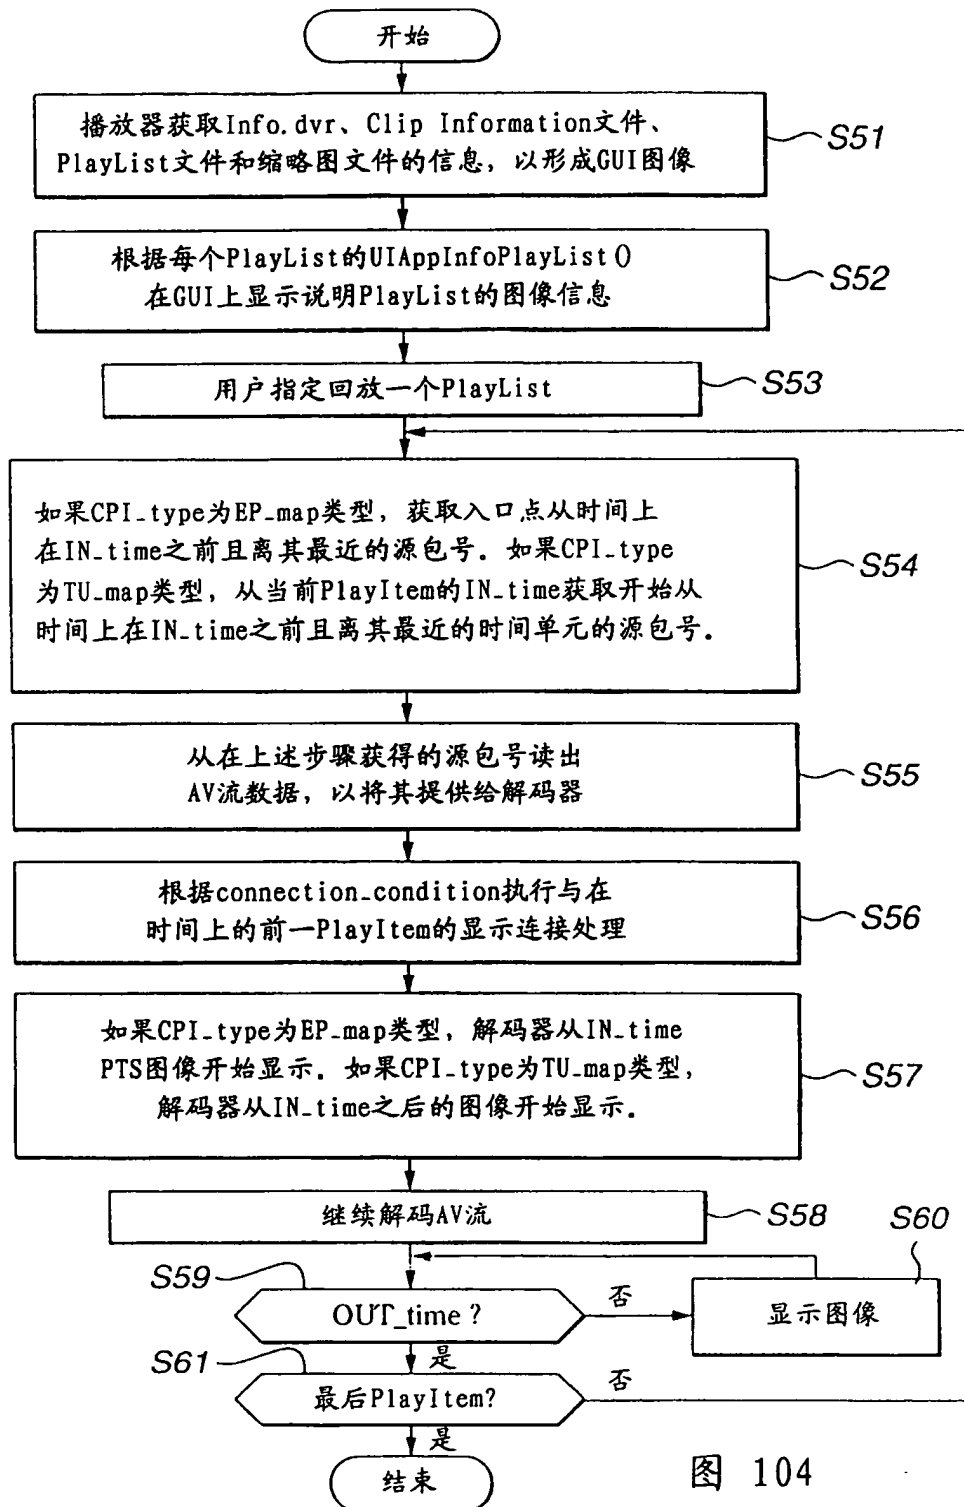 开始
播放器获取Info.dvr、Clip Information文件、
PlayList文件和缩略图文件的信息，以形成GUI图像
S51
根据每个PlayList的UIAppInfoPlayList()
在GUI上显示说明PlayList的图像信息
S52
用户指定回放一个PlayList
S53
如果CPI_type为EP_map类型，获取入口点从时间上
在IN_time之前且离其最近的源包号。如果CPI_type
为TU_map类型，从当前PlayItem的IN_time获取开始从
时间上在IN_time之前且离其最近的时间单元的源包号。
S54
从在上述步骤获得的源包号读出
AV流数据，以将其提供给解码器
S55
根据connection_condition执行与在
时间上的前一PlayItem的显示连接处理
S56
如果CPI_type为EP_map类型，解码器从IN_time
PTS图像开始显示。如果CPI_type为TU_map类型，
解码器从IN_time之后的图像开始显示。
S57
继续解码AV流
S58
S60
S59
OUT_time？
否
显示图像
是
S61
最后PlayItem?
否
是
结束
图 104